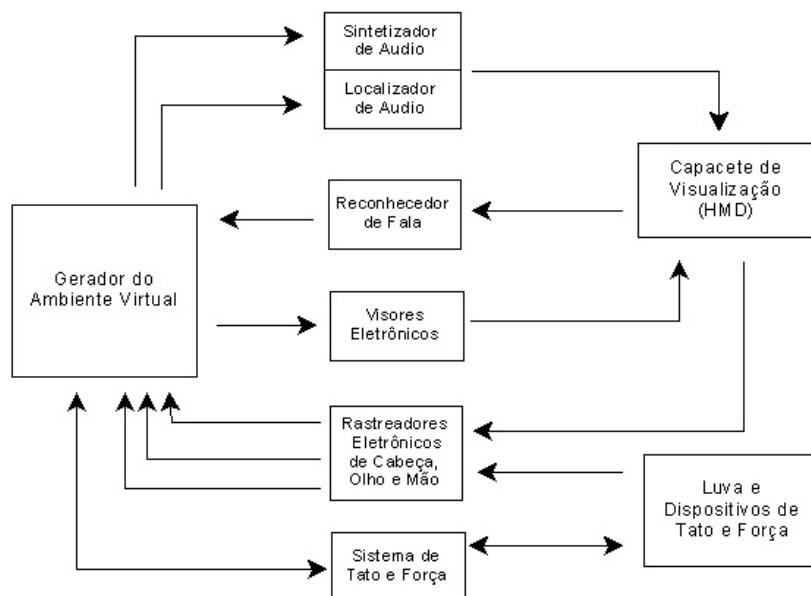 Sintetizador
de Audio
Localizador
de Audio
Capacete de
Visualização
(HMD)
Reconhecedor
de Fala
Gerador do
Ambiente Virtual
Visores
Eletrônicos
Rastreadores
Eletrônicos
de Cabeça,
Olho e Mão
Luva e
Dispositivos de
Tato e Força
Sistema de
Tato e Força